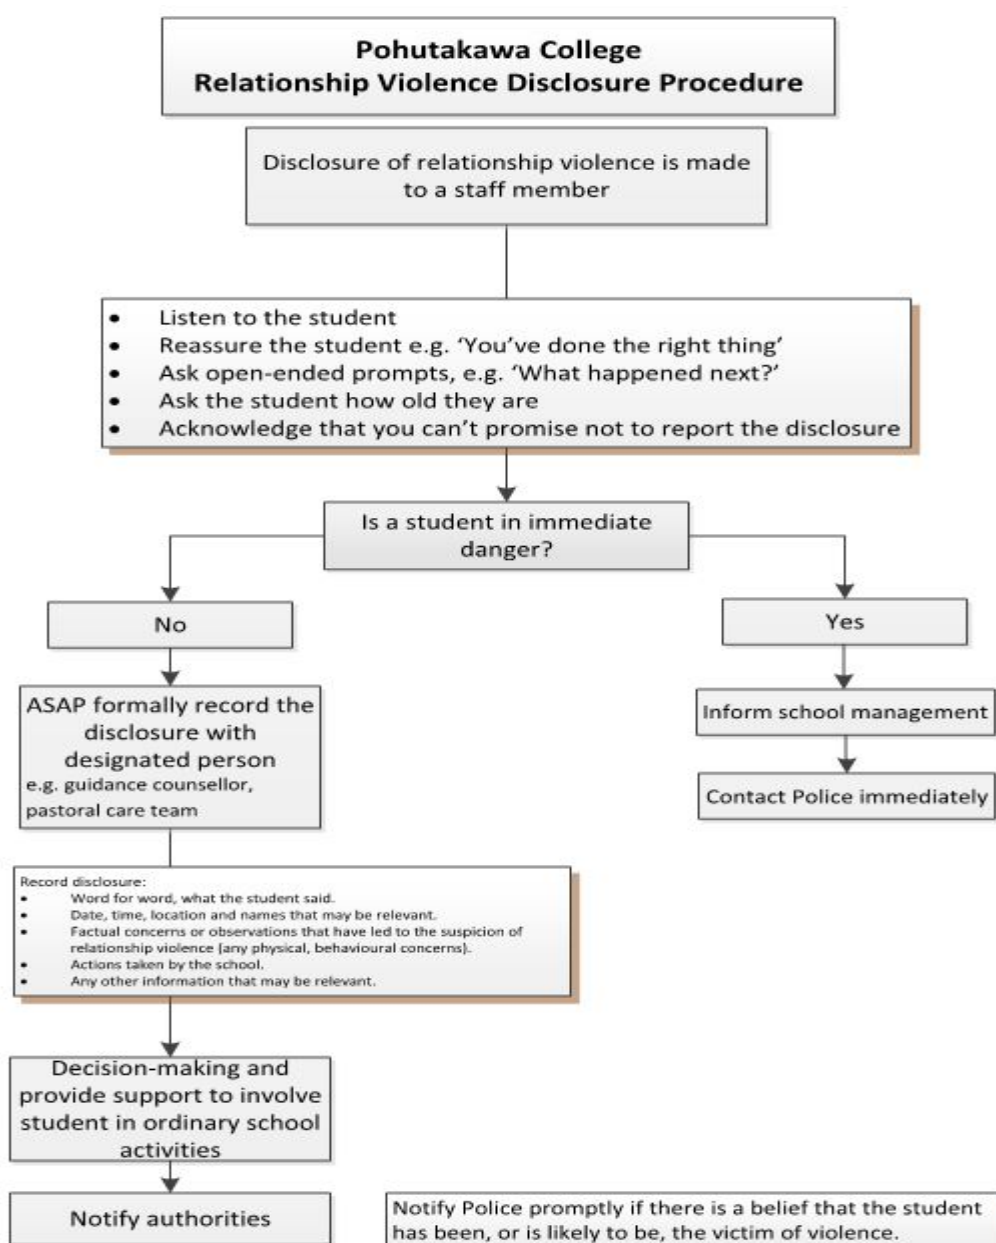 Pohutakawa College
Relationship Violence Disclosure Procedure
Disclosure of relationship violence is made
to a staff member
• Listen to the student
• Reassure the student e.g. ‘You’ve done the right thing’
• Ask open-ended prompts, e.g. ‘What happened next?’
• Ask the student how old they are
• Acknowledge that you can’t promise not to report the disclosure
Is a student in immediate
danger?
No
Yes
ASAP formally record the
disclosure with
designated person
e.g. guidance counsellor,
pastoral care team
Inform school management
Contact Police immediately
Record disclosure:
• Word for word, what the student said.
• Date, time, location and names that may be relevant.
• Factual concerns or observations that have led to the suspicion of
relationship violence (any physical, behavioural concerns).
• Actions taken by the school.
• Any other information that may be relevant.
Decision-making and
provide support to involve
student in ordinary school
activities
Notify authorities
Notify Police promptly if there is a belief that the student
has been, or is likely to be, the victim of violence.